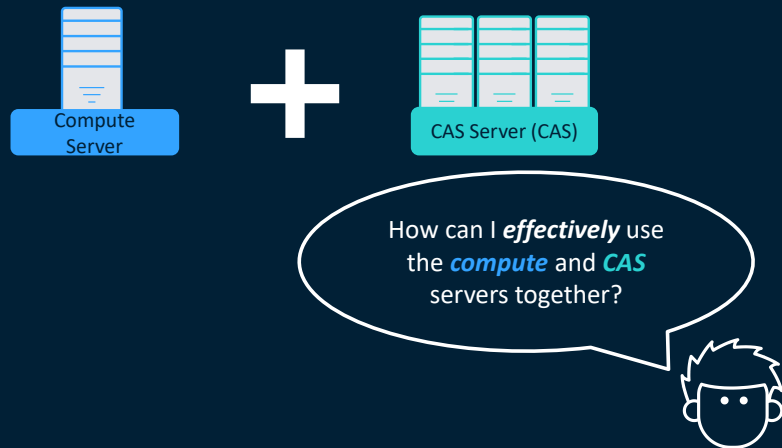 Compute
Server
CAS Server (CAS)
How can I effectively use
the compute and CAS
servers together?